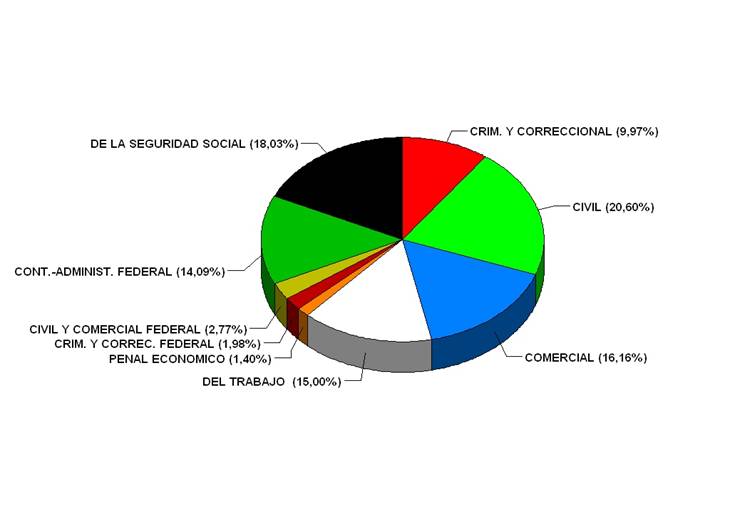 CRIM. Y CORRECCIONAL (9,97%)
DE LA SEGURIDAD SOCIAL (18,03%)
CIVIL (20,60%)
CONT.-ADMINIST. FEDERAL (14,09%)
CIVIL Y COMERCIAL FEDERAL (2,77%)
CRIM. Y CORREC. FEDERAL (1,98%)
PENAL ECONOMICO (1,40%)
COMERCIAL (16,16%)
DEL TRABAJO (15,00%)